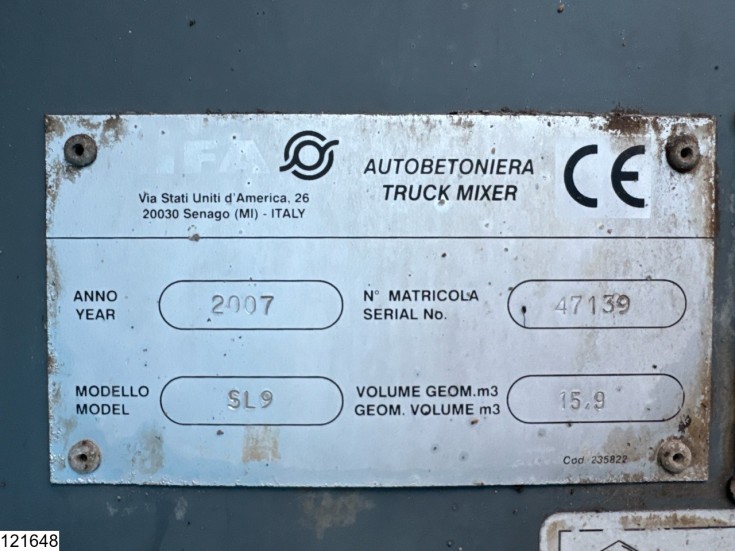 AUTOBETONIERA
TRUCK MIXER
CE
Via Stati Uniti d'America, 26
20030 Senago (MI) - ITALY
ANNO
YEAR
2007
N° MATRICOLA
SERIAL No.
47139
MODELLO
MODEL
SL9
VOLUME GEOM.m3
GEOM. VOLUME m3
15.9
Cod. 235822
121648